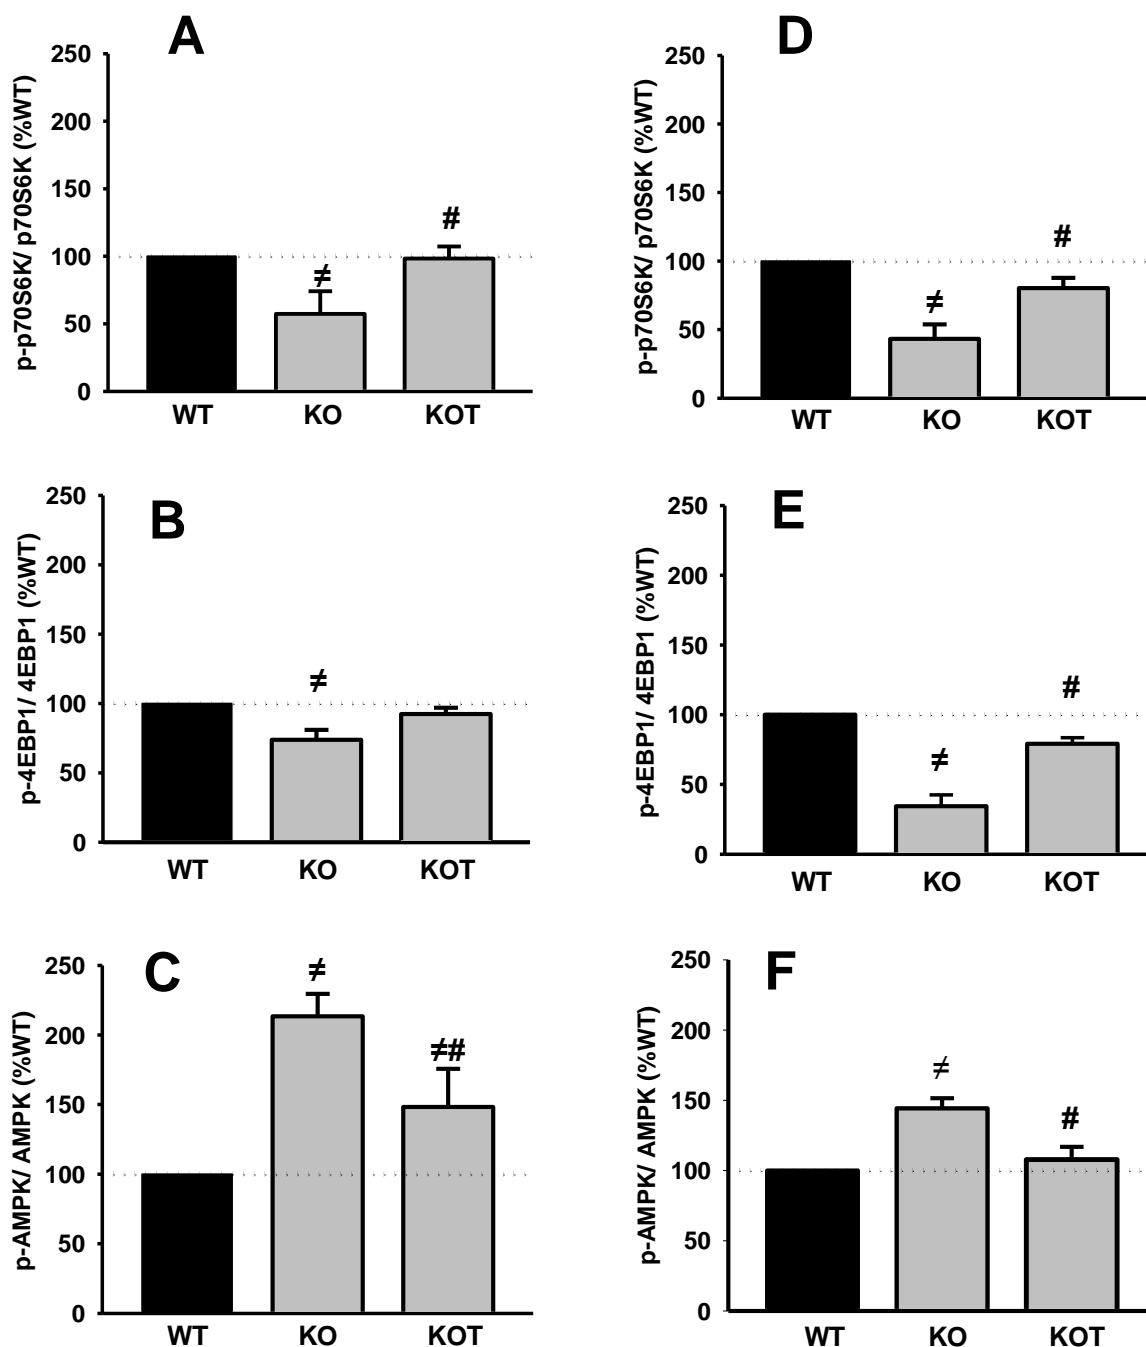 A
p-p70S6K/ p70S6K (%WT)
250
200
150
100
50
0
≠
#
WT KO KOT
D
p-p70S6K/ p70S6K (%WT)
250
200
150
100
50
0
≠
#
WT KO KOT
B
p-4EBP1/ 4EBP1 (%WT)
250
200
150
100
50
0
≠
WT KO KOT
E
p-4EBP1/ 4EBP1 (%WT)
250
200
150
100
50
0
≠
#
WT KO KOT
C
p-AMPK/ AMPK (%WT)
250
200
150
100
50
0
≠
≠#
WT KO KOT
F
p-AMPK/ AMPK (%WT)
250
200
150
100
50
0
≠
#
WT KO KOT